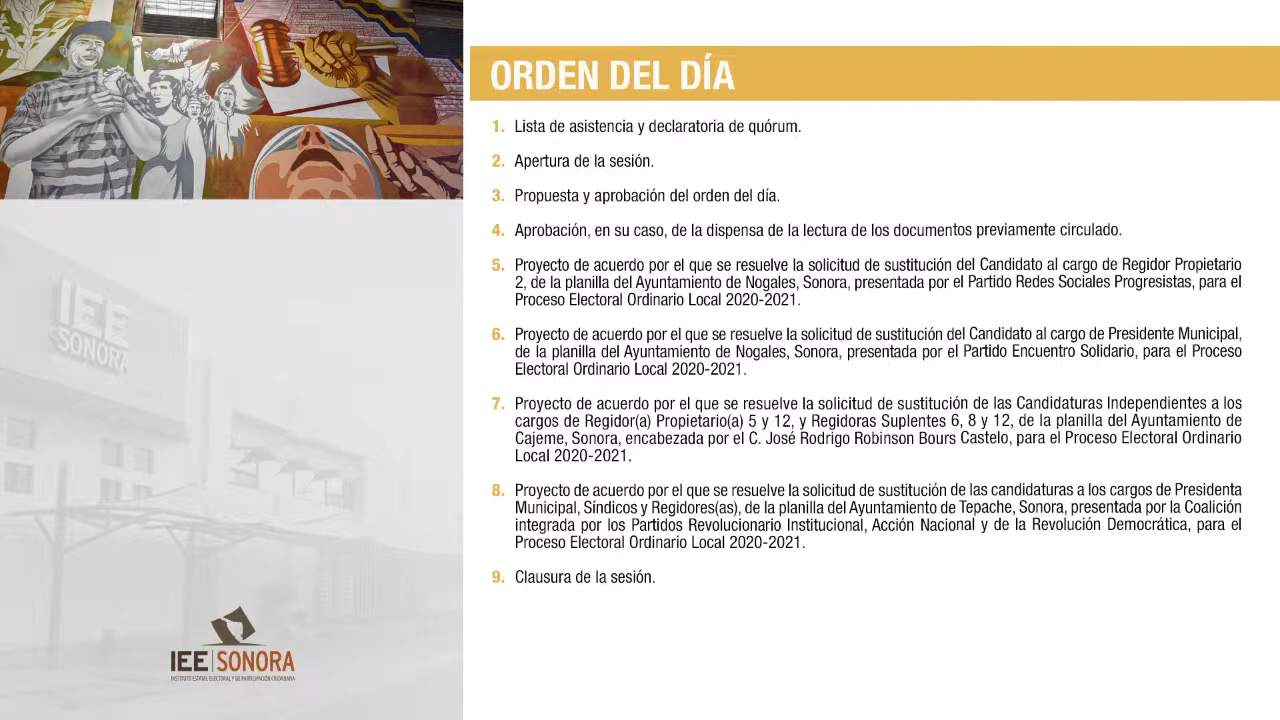 ORDEN DEL DÍA
1. Lista de asistencia y declaratoria de quórum.
2. Apertura de la sesión.
3. Propuesta y aprobación del orden del día.
4. Aprobación, en su caso, de la dispensa de la lectura de los documentos previamente circulado.
5. Proyecto de acuerdo por el que se resuelve la solicitud de sustitución del Candidato al cargo de Regidor Propietario
2, de la planilla del Ayuntamiento de Nogales, Sonora, presentada por el Partido Redes Sociales Progresistas, para el
Proceso Electoral Ordinario Local 2020-2021.
6. Proyecto de acuerdo por el que se resuelve la solicitud de sustitución del Candidato al cargo de Presidente Municipal,
de la planilla del Ayuntamiento de Nogales, Sonora, presentada por el Partido Encuentro Solidario, para el Proceso
Electoral Ordinario Local 2020-2021.
7. Proyecto de acuerdo por el que se resuelve la solicitud de sustitución de las Candidaturas Independientes a los
cargos de Regidor(a) Propietario(a) 5 y 12, y Regidoras Suplentes 6, 8 y 12, de la planilla del Ayuntamiento de
Cajeme, Sonora, encabezada por el C. José Rodrigo Robinson Bours Castelo, para el Proceso Electoral Ordinario
Local 2020-2021.
8. Proyecto de acuerdo por el que se resuelve la solicitud de sustitución de las candidaturas a los cargos de Presidenta
Municipal, Síndicos y Regidores(as), de la planilla del Ayuntamiento de Tepache, Sonora, presentada por la Coalición
integrada por los Partidos Revolucionario Institucional, Acción Nacional y de la Revolución Democrática, para el
Proceso Electoral Ordinario Local 2020-2021.
9. Clausura de la sesión.
IEE
SONORA
IEE SONORA
INSTITUTO ESTATAL ELECTORAL Y DE PARTICIPACIÓN CIUDADANA